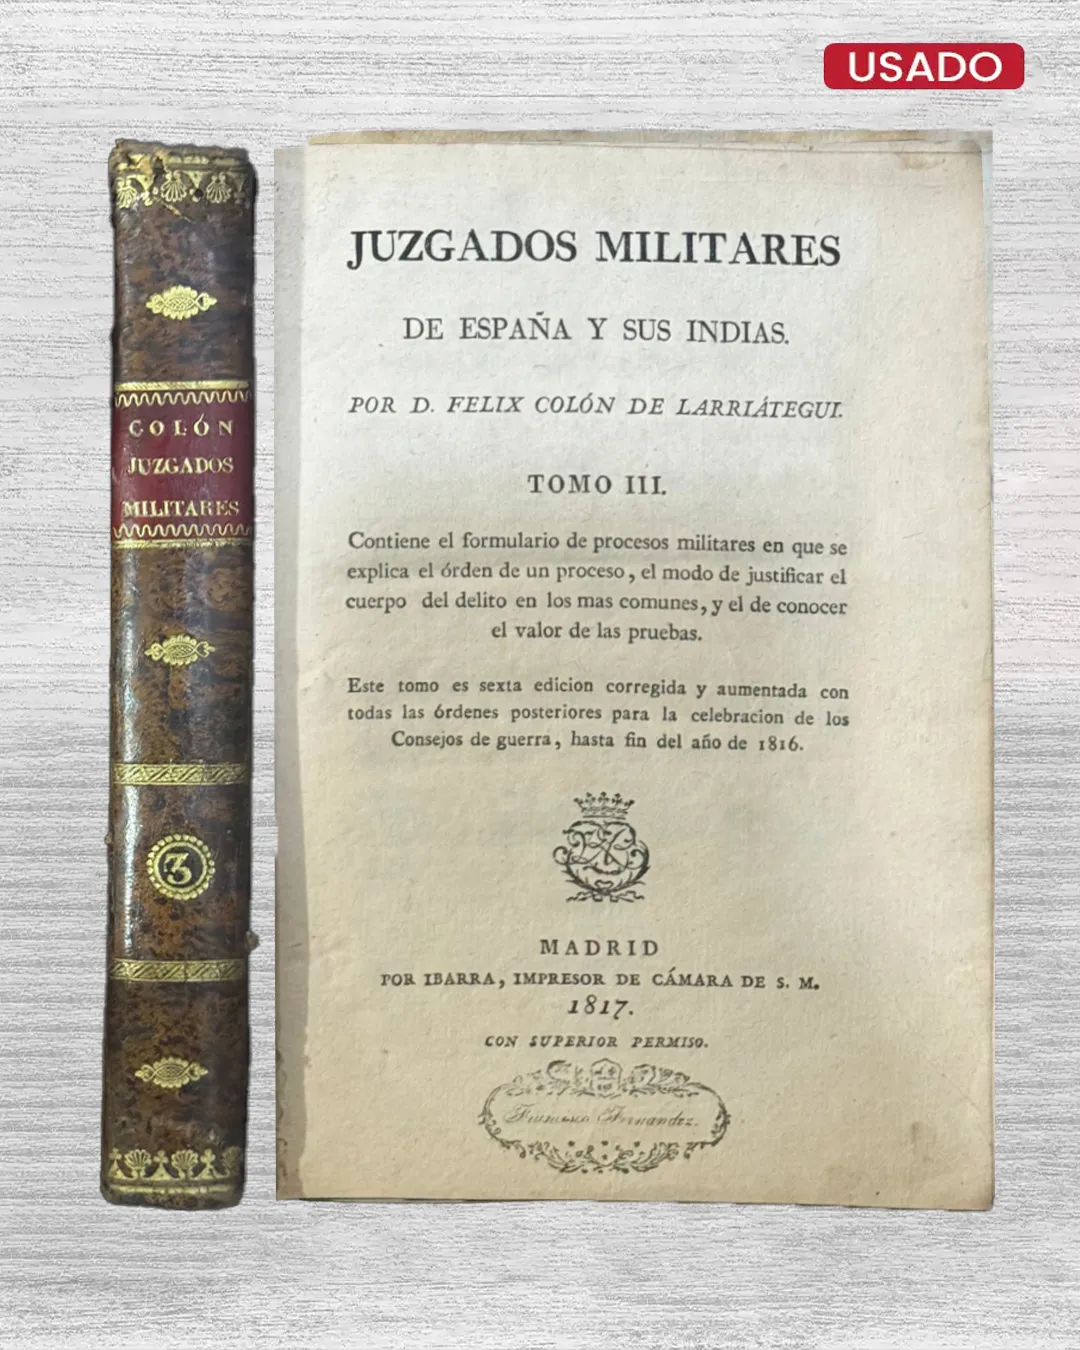 USADO
COLÓN
JUZGADOS
MILITARES
3
JUZGADOS MILITARES
DE ESPAÑA Y SUS INDIAS.
POR D. FELIX COLÓN DE LARRIÁTEGUI.
TOMO III.
Contiene el formulario de procesos militares en que se
explica el órden de un proceso, el modo de justificar el
cuerpo del delito en los mas comunes, y el de conocer
el valor de las pruebas.
Este tomo es sexta edicion corregida y aumentada con
todas las órdenes posteriores para la celebracion de los
Consejos de guerra, hasta fin del año de 1816.
MADRID
POR IBARRA, IMPRESOR DE CÁMARA DE S. M.
1817.
CON SUPERIOR PERMISO.
Francisco Fernandez.